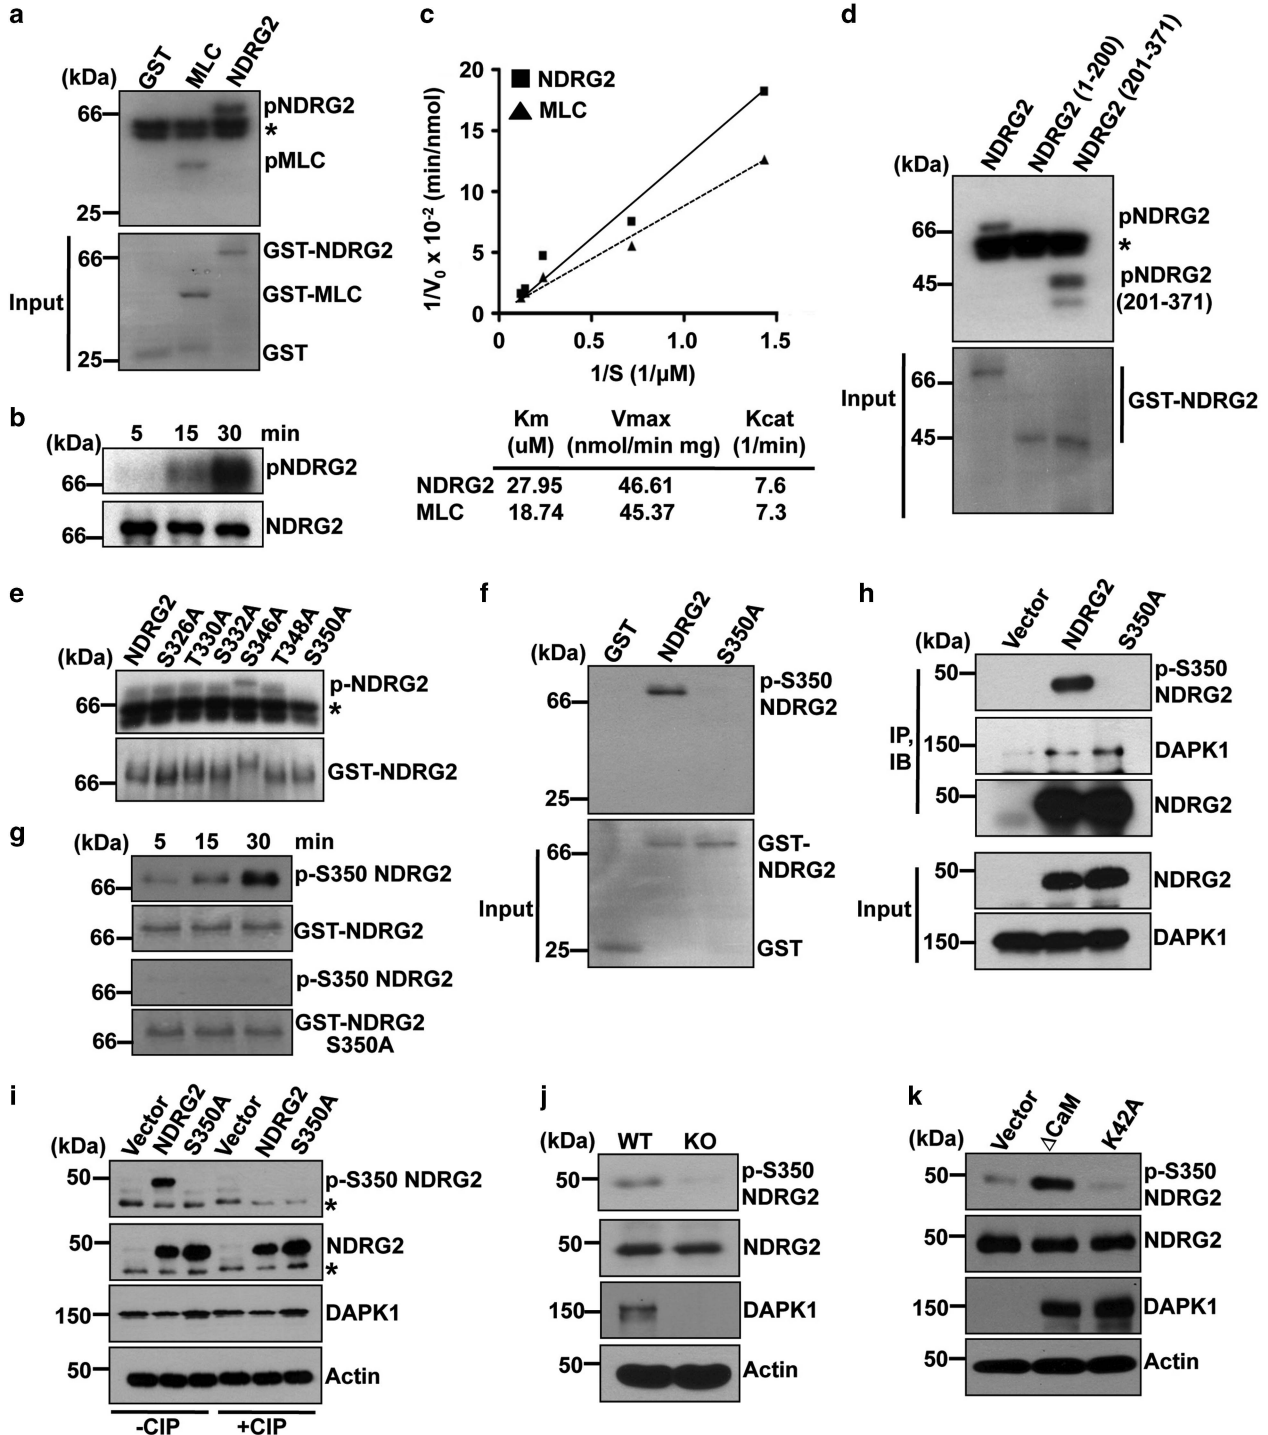 a
(kDa)
GST
MLC
NDRG2
66
pNDRG2
*
pMLC
25
Input
66
GST-NDRG2
GST-MLC
25
GST
b
(kDa)
5 15 30 min
66
pNDRG2
66
NDRG2
c
1/V0 x 10-2 (min/nmol)
20
15
10
5
0
NDRG2
MLC
0 0.5 1.0 1.5
1/S (1/μM)
Km Vmax Kcat
(uM) (nmol/min mg) (1/min)
NDRG2 27.95 46.61 7.6
MLC 18.74 45.37 7.3
d
(kDa)
NDRG2
NDRG2 (1-200)
NDRG2 (201-371)
66
pNDRG2
*
45
pNDRG2
(201-371)
Input
66
45
GST-NDRG2
e
(kDa)
NDRG2
S326A
T330A
S332A
S346A
T348A
S350A
66
p-NDRG2
*
66
GST-NDRG2
f
(kDa)
GST
NDRG2
S350A
66
p-S350
NDRG2
25
Input
66
GST-
NDRG2
25
GST
g
(kDa)
5 15 30 min
66
p-S350 NDRG2
66
GST-NDRG2
66
p-S350 NDRG2
66
GST-NDRG2
S350A
h
(kDa)
Vector
NDRG2
S350A
IP,
IB
50
p-S350
NDRG2
150
DAPK1
50
NDRG2
Input
50
NDRG2
150
DAPK1
i
(kDa)
Vector
NDRG2
S350A
Vector
NDRG2
S350A
50
p-S350 NDRG2
*
50
NDRG2
*
150
DAPK1
50
Actin
-CIP
+CIP
j
(kDa)
WT KO
50
p-S350
NDRG2
50
NDRG2
150
DAPK1
50
Actin
k
(kDa)
Vector
△CaM
K42A
50
p-S350
NDRG2
50
NDRG2
150
DAPK1
50
Actin